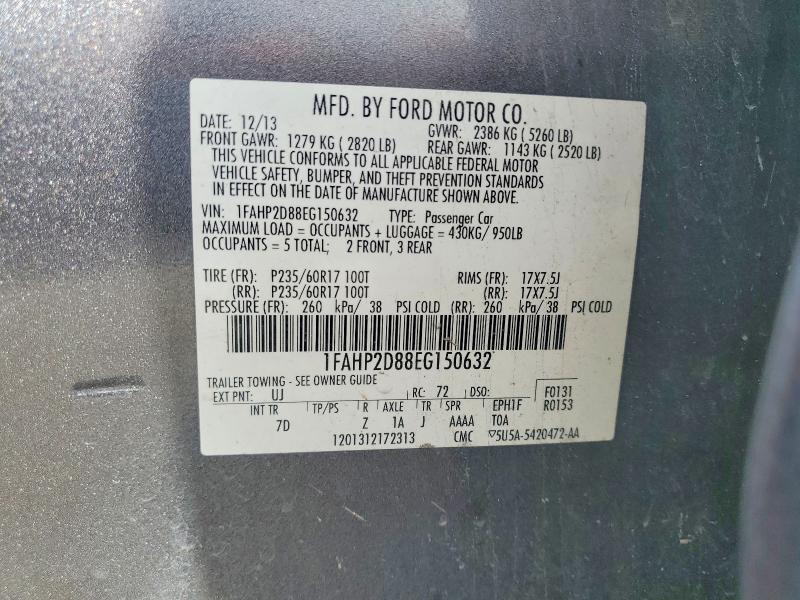 MFD. BY FORD MOTOR CO.
DATE: 12/13 GVWR: 2386 KG ( 5260 LB)
FRONT GAWR: 1279 KG ( 2820 LB) REAR GAWR: 1143 KG ( 2520 LB)
THIS VEHICLE CONFORMS TO ALL APPLICABLE FEDERAL MOTOR
VEHICLE SAFETY, BUMPER, AND THEFT PREVENTION STANDARDS
IN EFFECT ON THE DATE OF MANUFACTURE SHOWN ABOVE.
VIN: 1FAHP2D88EG150632 TYPE: Passenger Car
MAXIMUM LOAD = OCCUPANTS + LUGGAGE = 430KG/ 950LB
OCCUPANTS = 5 TOTAL; 2 FRONT, 3 REAR
TIRE (FR): P235/60R17 100T RIMS (FR): 17X7.5J
(RR): P235/60R17 100T (RR): 17X7.5J
PRESSURE (FR): 260 kPa/ 38 PSI COLD (RR): 260 kPa/ 38 PSI COLD
1FAHP2D88EG150632
TRAILER TOWING - SEE OWNER GUIDE
EXT PNT: UJ RC: 72 DSO: F0131
INT TR TP/PS R AXLE TR SPR EPH1F R0153
7D Z 1A J AAAA T0A
1201312172313 CMC ▽5U5A-5420472-AA